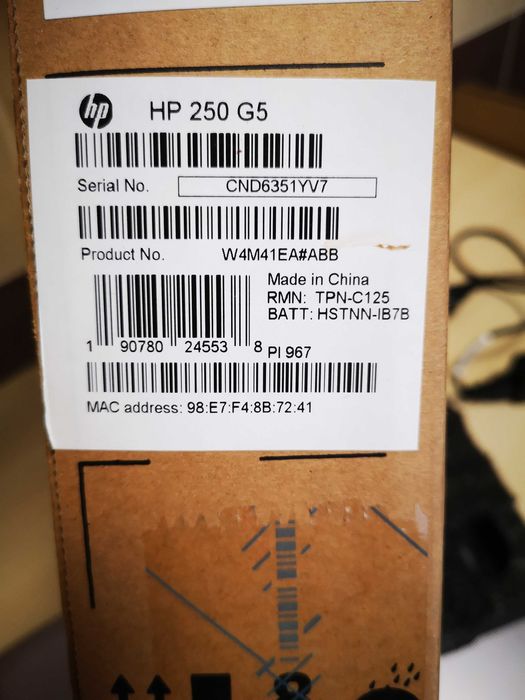 hp HP 250 G5
Serial No. CND6351YV7
Product No. W4M41EA#ABB
Made in China
RMN: TPN-C125
BATT: HSTNN-IB7B
1 90780 24553 8 PI 967
MAC address: 98:E7:F4:8B:72:41